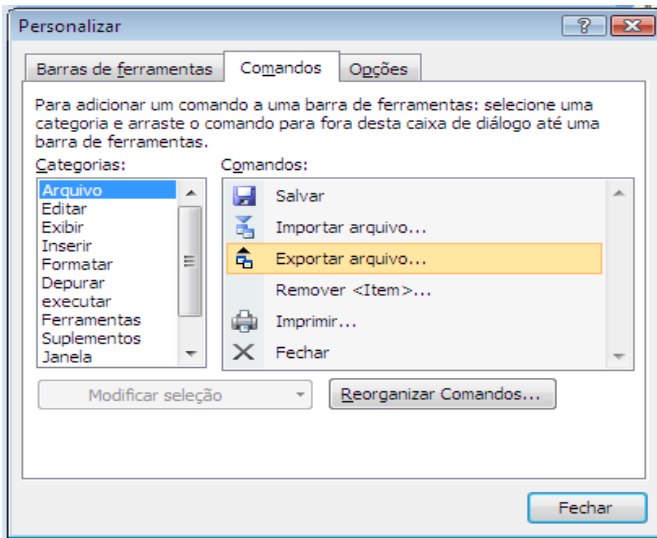 Personalizar
Barras de ferramentas
Comandos
Opções
Para adicionar um comando a uma barra de ferramentas: selecione uma
categoria e arraste o comando para fora desta caixa de diálogo até uma
barra de ferramentas.
Categorias:
Comandos:
Arquivo
Editar
Exibir
Inserir
Formatar
Depurar
executar
Ferramentas
Suplementos
Janela
Salvar
Importar arquivo...
Exportar arquivo...
Remover <Item>...
Imprimir...
Fechar
Modificar seleção
Reorganizar Comandos...
Fechar